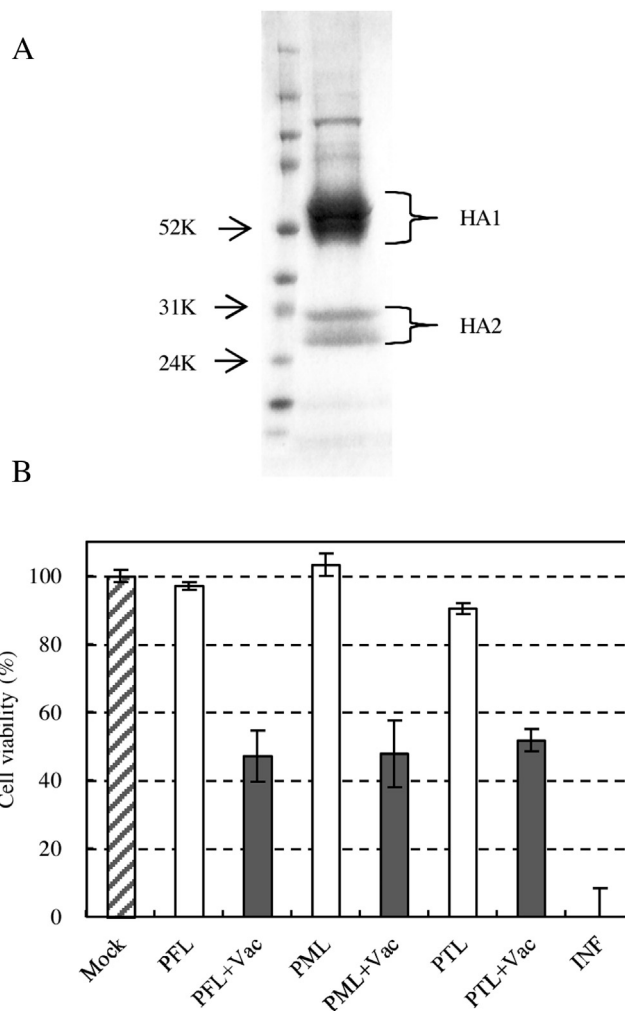 A
52K
HA1
31K
HA2
24K
B
Cell viability (%)
100
80
60
40
20
0
Mock
PFL
PFL+Vac
PML
PML+Vac
PTL
PTL+Vac
INF